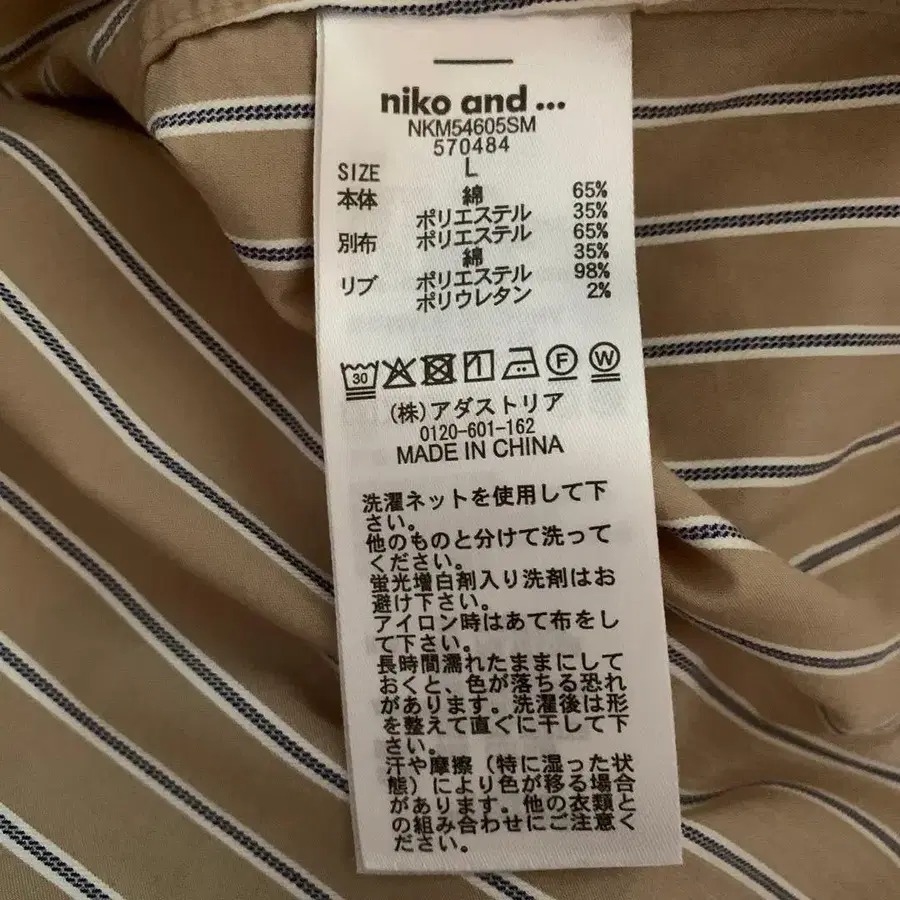 niko and ...
NKM54605SM
570484
SIZE L
本体 綿 65%
ポリエステル 35%
別布 ポリエステル 65%
綿 35%
リブ ポリエステル 98%
ポリウレタン 2%
30 F W
(株)アダストリア
0120-601-162
MADE IN CHINA
洗濯ネットを使用して下
さい。
他のものと分けて洗って
ください。
蛍光増白剤入り洗剤はお
避け下さい。
アイロン時はあて布をし
て下さい。
長時間濡れたままにして
おくと、色が落ちる恐れ
があります。洗濯後は形
を整えて直ぐに干して下
さい。
汗や摩擦(特に湿った状
態)により色が移る場合
があります。他の衣類と
の組み合わせにご注意く
ださい。